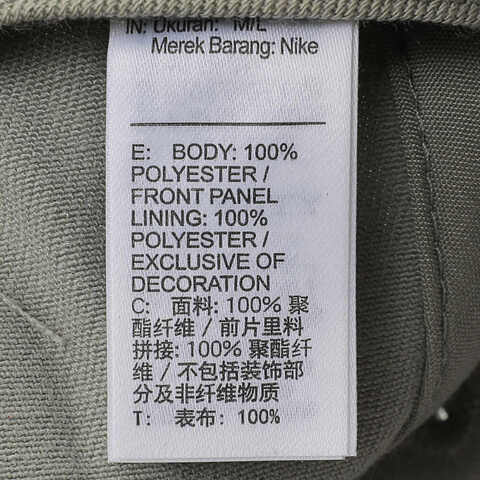 IN: Ukuran: M/L
Merek Barang: Nike
E: BODY: 100%
POLYESTER /
FRONT PANEL
LINING: 100%
POLYESTER /
EXCLUSIVE OF
DECORATION
C: 面料: 100% 聚
酯纤维 / 前片里料
拼接: 100% 聚酯纤
维 / 不包括装饰部
分及非纤维物质
T: 表布: 100%